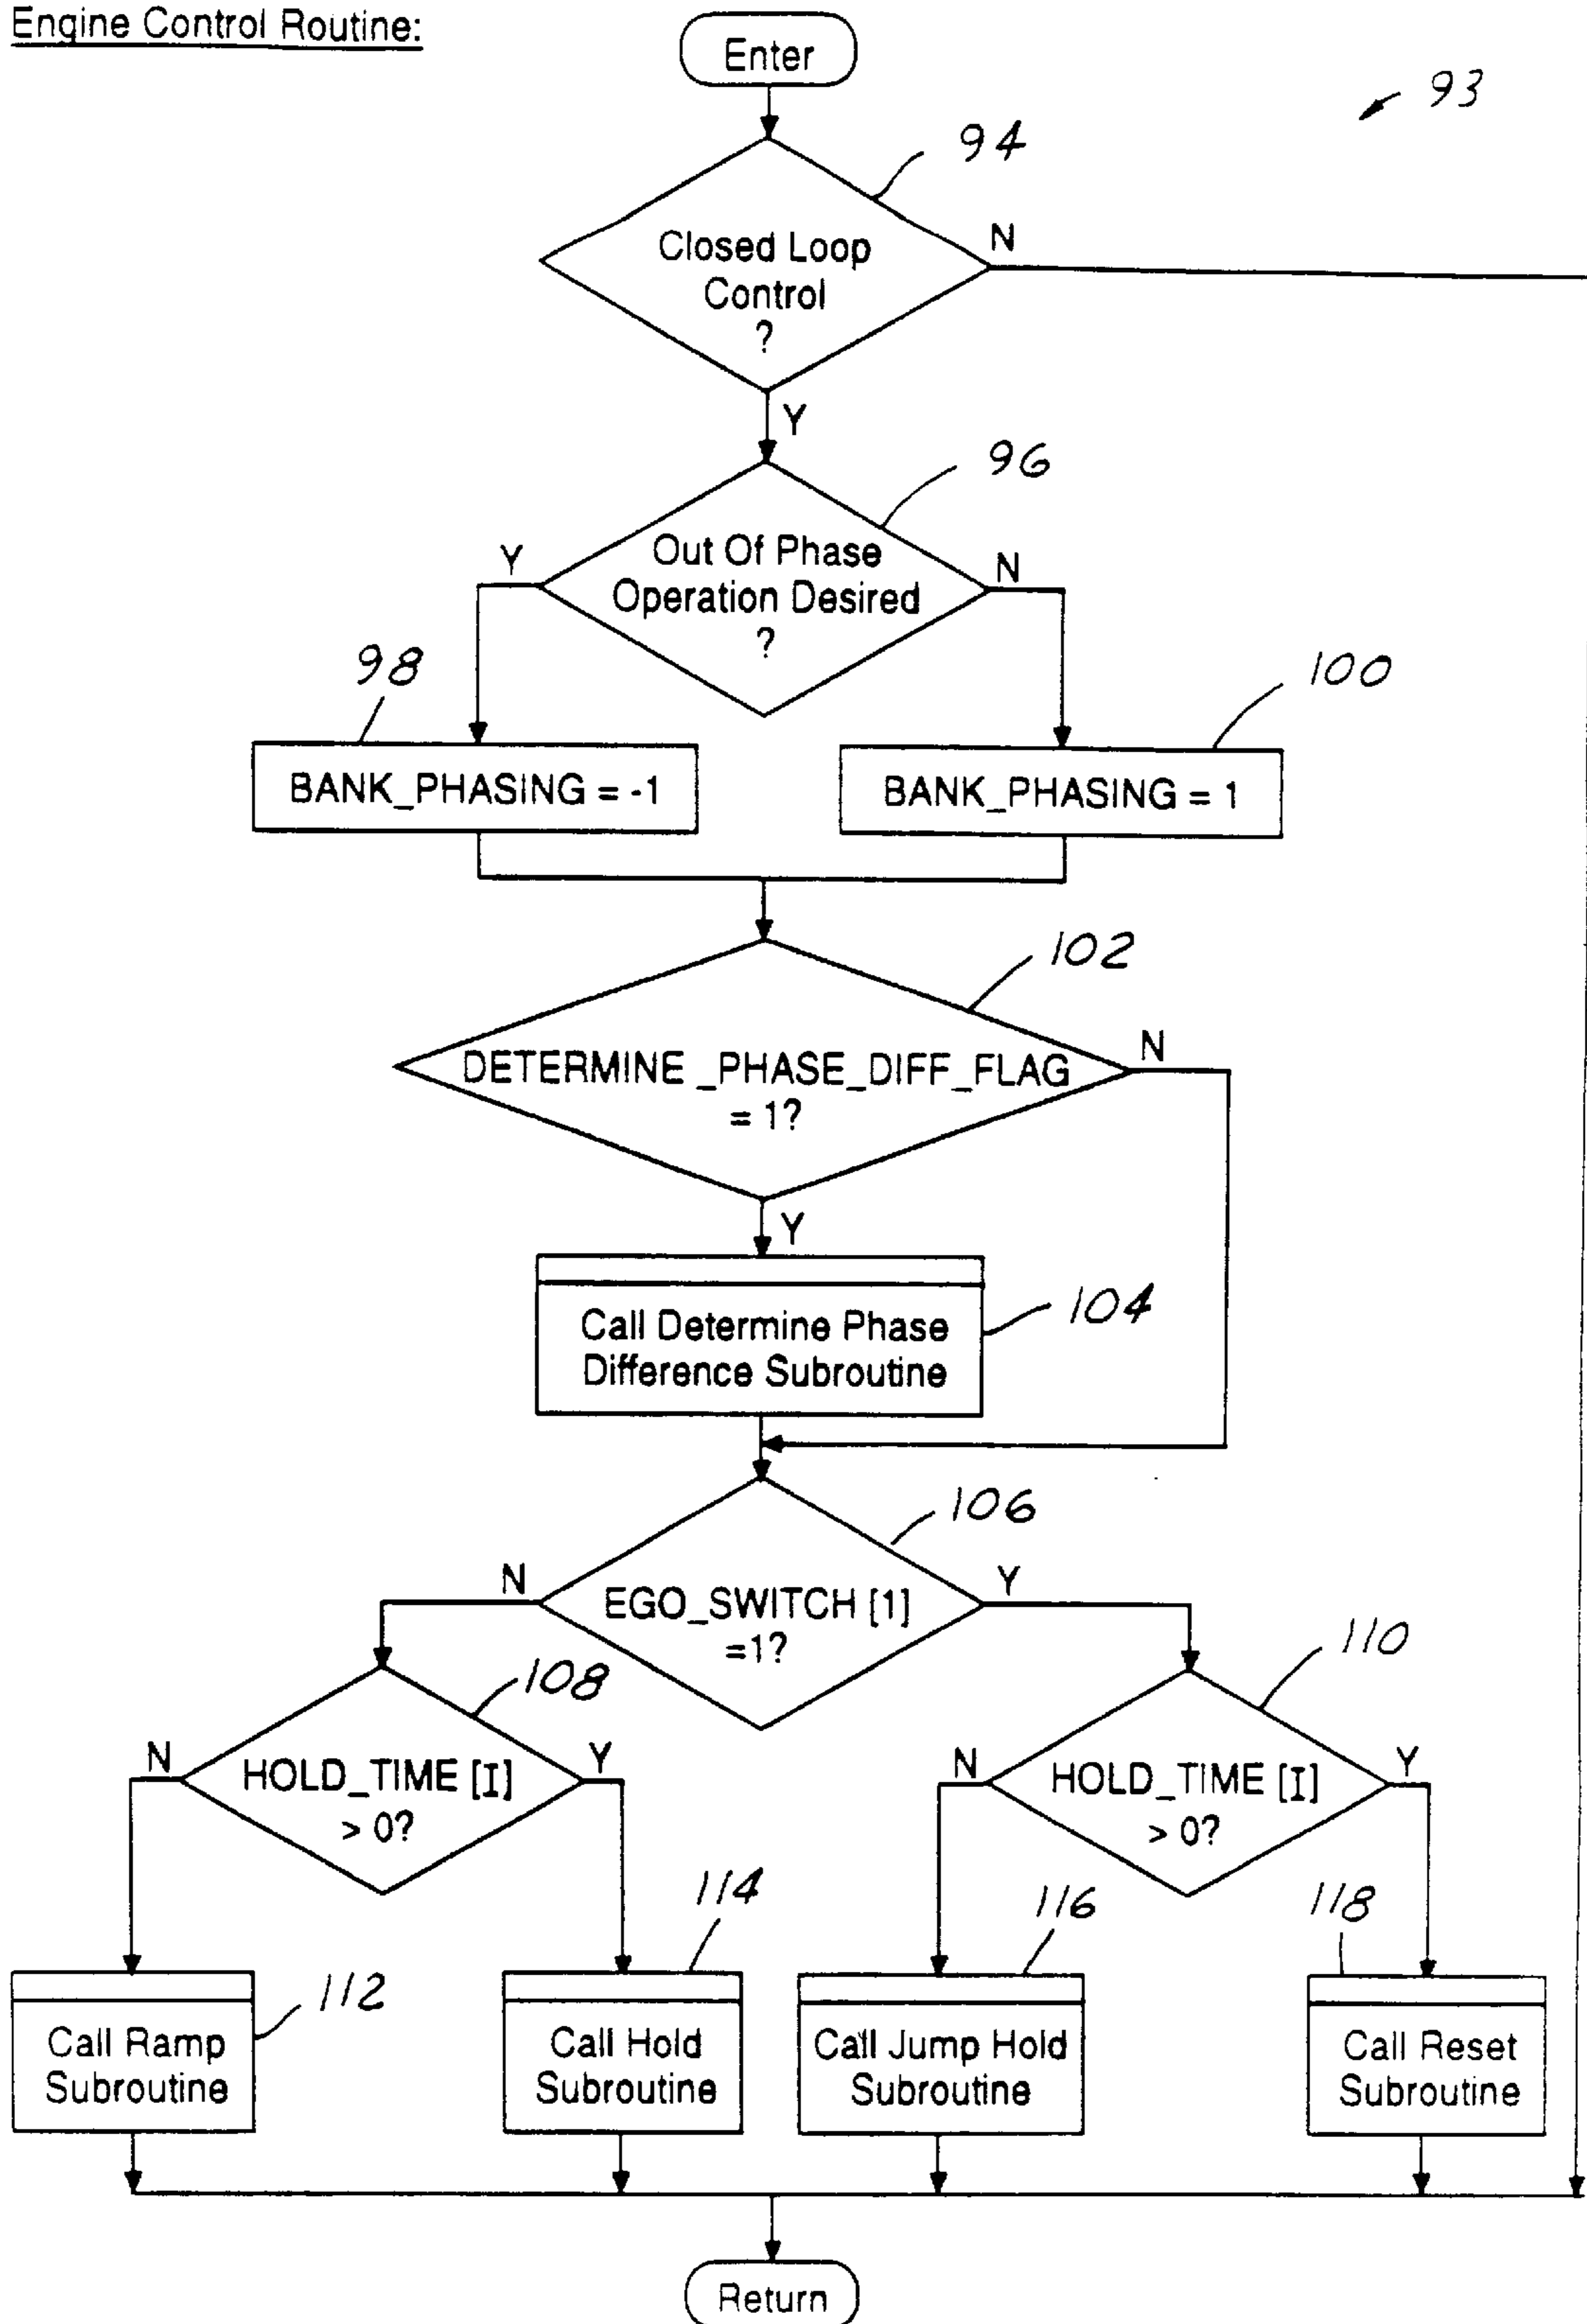 Engine Control Routine:
Enter
93
94
Closed Loop
Control
?
N
Y
96
Out Of Phase
Operation Desired
?
Y
N
98
100
BANK_PHASING = -1
BANK_PHASING = 1
102
DETERMINE _PHASE_DIFF_FLAG
= 1?
N
Y
104
Call Determine Phase
Difference Subroutine
106
EGO_SWITCH [1]
=1?
N
Y
108
110
HOLD_TIME [I]
> 0?
N
Y
HOLD_TIME [I]
> 0?
N
Y
112
114
116
118
Call Ramp
Subroutine
Call Hold
Subroutine
Call Jump Hold
Subroutine
Call Reset
Subroutine
Return